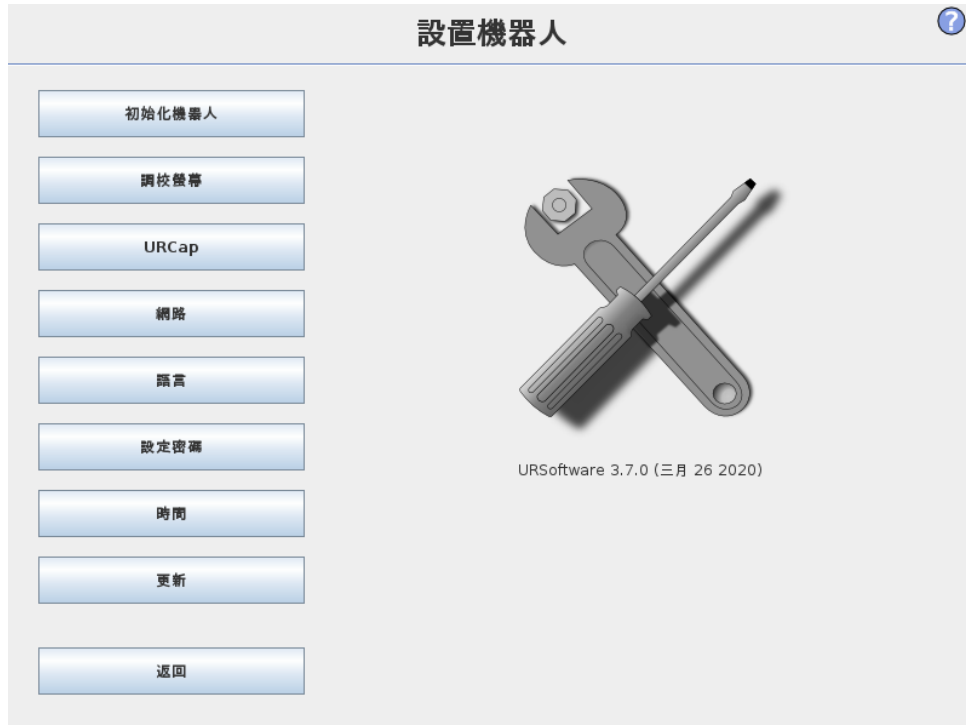 設置機器人
?
初始化機器人
調校螢幕
URCap
網路
語言
設定密碼
時間
更新
返回
URSoftware 3.7.0 (三月 26 2020)